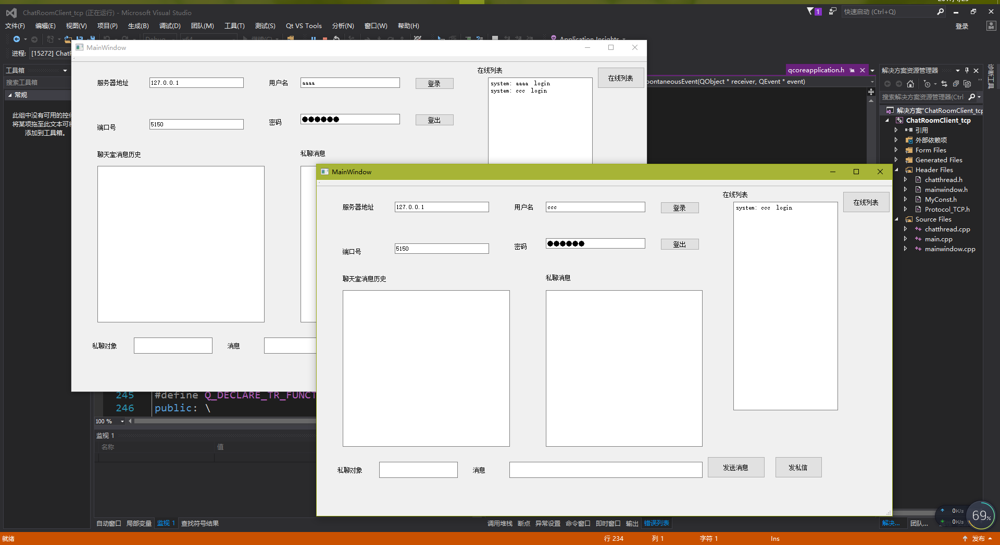 ChatRoomClient_tcp (正在运行) - Microsoft Visual Studio
1
快速启动 (Ctrl+Q)
文件(F) 编辑(E) 视图(V) 项目(P) 生成(B) 调试(D) 团队(M) 工具(T) 测试(S) Qt VS Tools 分析(N) 窗口(W) 帮助(H)
登录
Application Insights
进程: [15272] ChatR
工具箱
搜索工具箱
常规
此组中没有可用的控
将某项拖至此文本可
添加到工具箱。
MainWindow
服务器地址 127.0.0.1 用户名 aaaa 登录
在线列表
system: aaaa login
system: ccc login
在线列表
端口号 5150 密码 登出
聊天室消息历史 私聊消息
私聊对象 消息
MainWindow
服务器地址 127.0.0.1 用户名 ccc 登录
在线列表
system: ccc login
在线列表
端口号 5150 密码 登出
聊天室消息历史 私聊消息
私聊对象 消息 发送消息 发私信
qcoreapplication.h
pontaneousEvent(QObject * receiver, QEvent * event)
解决方案资源管理器
搜索解决方案资源管理器(Ctrl
解决方案"ChatRoomClient_tcp
ChatRoomClient_tcp
引用
外部依赖项
Form Files
Generated Files
Header Files
chatthread.h
mainwindow.h
MyConst.h
Protocol_TCP.h
Source Files
chatthread.cpp
main.cpp
mainwindow.cpp
诊断工具
245 #define Q_DECLARE_TR_FUNCT
246 public: \
100 %
监视 1
名称 值
自动窗口 局部变量 监视 1 查找符号结果
调用堆栈 断点 异常设置 命令窗口 即时窗口 输出 错误列表
解决... 团队...
0K/s
0K/s
69%
就绪 行 234 列 1 字符 1 Ins 发布